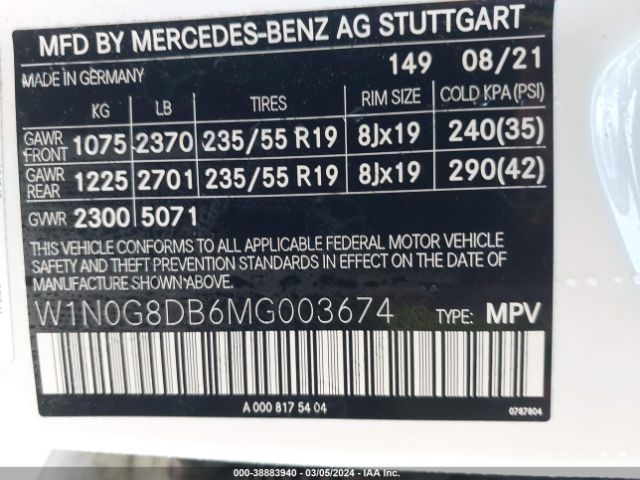 MFD BY MERCEDES-BENZ AG STUTTGART
MADE IN GERMANY 149 08/21
KG LB TIRES RIM SIZE COLD KPA (PSI)
GAWR FRONT 1075 2370 235/55 R19 8Jx19 240(35)
GAWR REAR 1225 2701 235/55 R19 8Jx19 290(42)
GVWR 2300 5071
THIS VEHICLE CONFORMS TO ALL APPLICABLE FEDERAL MOTOR VEHICLE
SAFETY AND THEFT PREVENTION STANDARDS IN EFFECT ON THE DATE OF
MANUFACTURE SHOWN ABOVE.
W1N0G8DB6MG003674 TYPE: MPV
A 000 817 54 04
0787804
000-38883940 - 03/05/2024 - IAA, Inc.